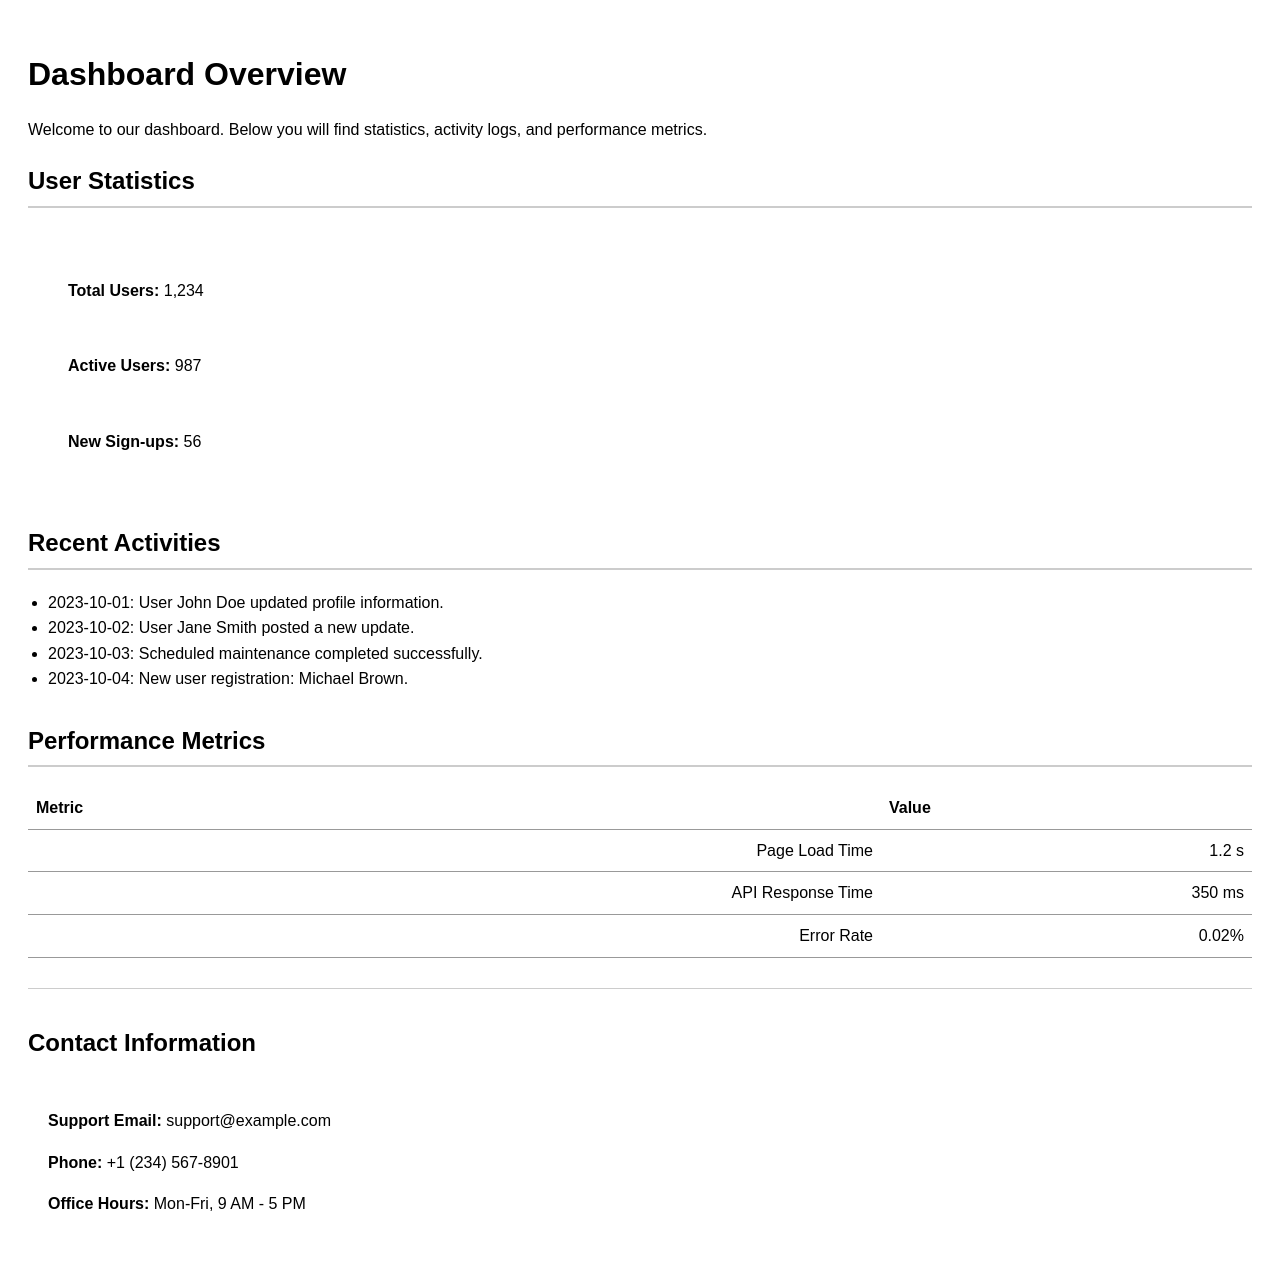 Dashboard Overview
Welcome to our dashboard. Below you will find statistics, activity logs, and performance metrics.
User Statistics
Total Users: 1,234
Active Users: 987
New Sign-ups: 56
Recent Activities
2023-10-01: User John Doe updated profile information.
2023-10-02: User Jane Smith posted a new update.
2023-10-03: Scheduled maintenance completed successfully.
2023-10-04: New user registration: Michael Brown.
Performance Metrics
Metric Value
Page Load Time 1.2 s
API Response Time 350 ms
Error Rate 0.02%
Contact Information
Support Email: support@example.com
Phone: +1 (234) 567-8901
Office Hours: Mon-Fri, 9 AM - 5 PM